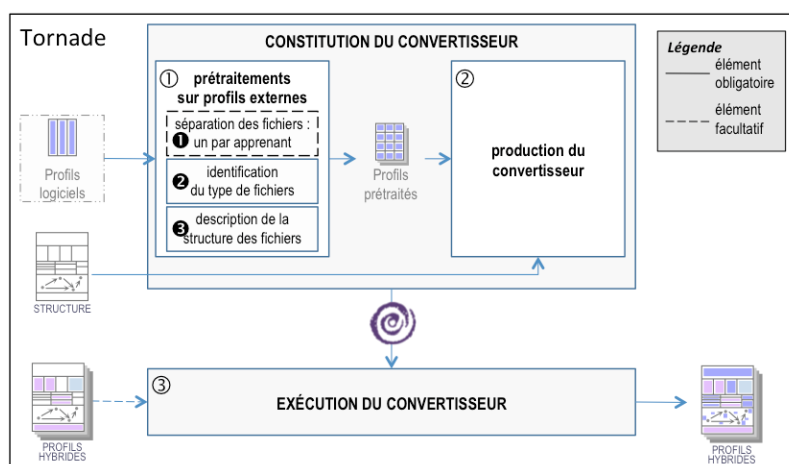 Tornade
CONSTITUTION DU CONVERTISSEUR
Légende
élément
obligatoire
élément
facultatif
①
prétraitements
sur profils externes
séparation des fichiers :
❶ un par apprenant
❷ identification
du type de fichiers
❸ description de la
structure des fichiers
Profils
logiciels
Profils
prétraités
②
production du
convertisseur
STRUCTURE
③
EXÉCUTION DU CONVERTISSEUR
PROFILS
HYBRIDES
PROFILS
HYBRIDES